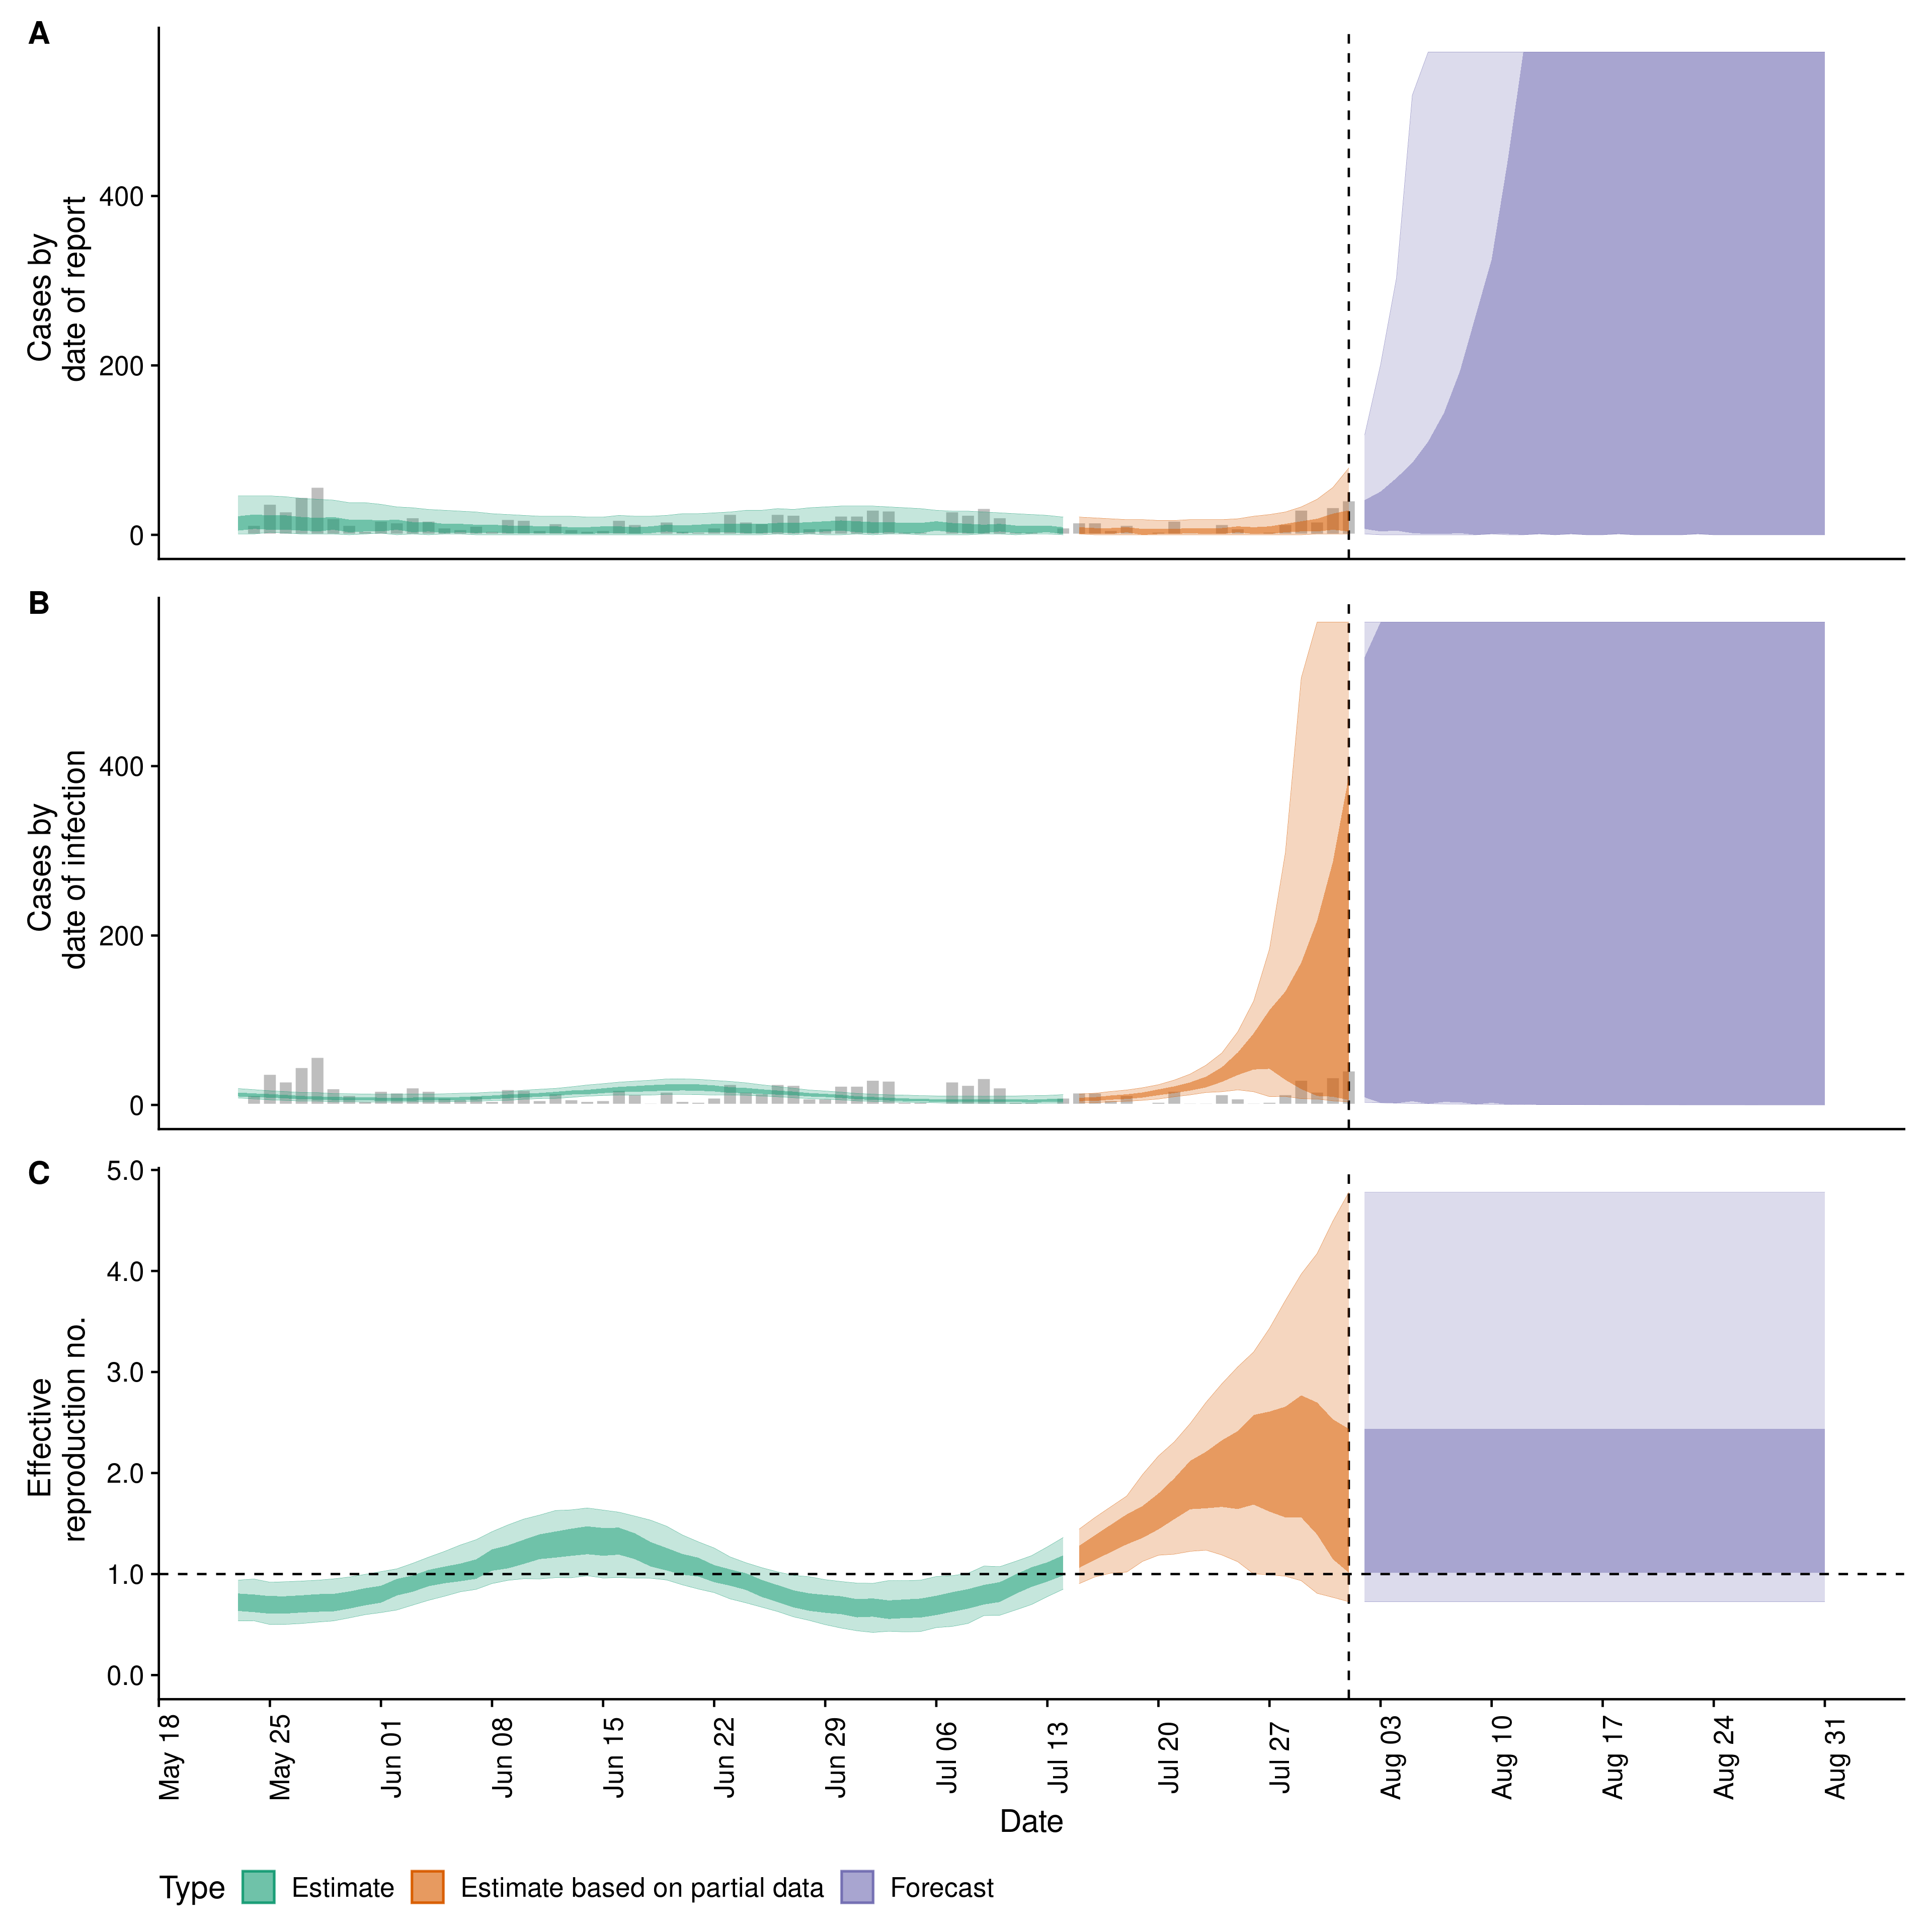 A
Cases by
date of report
400
200
0
B
Cases by
date of infection
400
200
0
C
Effective
reproduction no.
5.0
4.0
3.0
2.0
1.0
0.0
May 18
May 25
Jun 01
Jun 08
Jun 15
Jun 22
Jun 29
Jul 06
Jul 13
Jul 20
Jul 27
Aug 03
Aug 10
Aug 17
Aug 24
Aug 31
Date
Type Estimate Estimate based on partial data Forecast